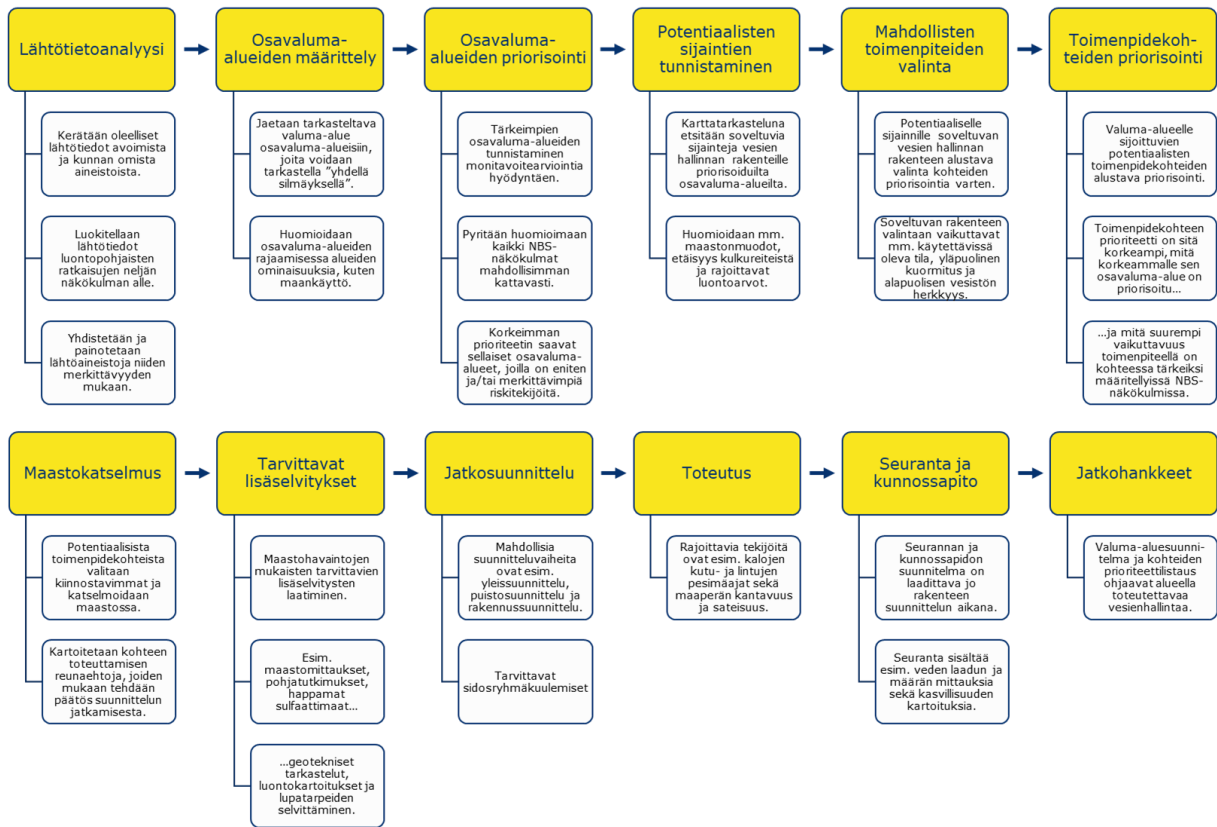 Lähtötietoanalyysi
Kerätään oleelliset
lähtötiedot avoimista
ja kunnan omista
aineistoista.
Luokitellaan
lähtötiedot
luontopohjaisten
ratkaisujen neljän
näkökulman alle.
Yhdistetään ja
painotetaan
lähtöaineistoja niiden
merkittävyyden
mukaan.
Osavaluma-
alueiden määrittely
Jaetaan tarkasteltava
valuma-alue
osavaluma-alueisiin,
joita voidaan
tarkastella ”yhdellä
silmäyksellä”.
Huomioidaan
osavaluma-alueiden
rajaamisessa alueiden
ominaisuuksia, kuten
maankäyttö.
Osavaluma-
alueiden priorisointi
Tärkeimpien
osavaluma-alueiden
tunnistaminen
monitavoitearviointia
hyödyntäen.
Pyritään huomioimaan
kaikki NBS-
näkökulmat
mahdollisimman
kattavasti.
Korkeimman
prioriteetin saavat
sellaiset osavaluma-
alueet, joilla on eniten
ja/tai merkittävimpiä
riskitekijöitä.
Potentiaalisten
sijaintien
tunnistaminen
Karttatarkasteluna
etsitään soveltuvia
sijainteja vesien
hallinnan rakenteille
priorisoiduilta
osavaluma-alueilta.
Huomioidaan mm.
maastonmuodot,
etäisyys kulkureiteistä
ja rajoittavat
luontoarvot.
Mahdollisten
toimenpiteiden
valinta
Potentiaaliselle
sijainnille soveltuvan
vesien hallinnan
rakenteen alustava
valinta kohteiden
priorisointia varten.
Soveltuvan rakenteen
valintaan vaikuttavat
mm. käytettävissä
oleva tila, yläpuolinen
kuormitus ja
alapuolisen vesistön
herkkyys.
Toimenpidekoh-
teiden priorisointi
Valuma-alueelle
sijoittuvien
potentiaalisten
toimenpidekohteiden
alustava priorisointi.
Toimenpidekohteen
prioriteetti on sitä
korkeampi, mitä
korkeammalle sen
osavaluma-alue on
priorisoitu…
…ja mitä suurempi
vaikuttavuus
toimenpiteellä on
kohteessa tärkeiksi
määritellyissä NBS-
näkökulmissa.
Maastokatselmus
Potentiaalisista
toimenpidekohteista
valitaan
kiinnostavimmat ja
katselmoidaan
maastossa.
Kartoitetaan kohteen
toteuttamisen
reunaehtoja, joiden
mukaan tehdään
päätös suunnittelun
jatkamisesta.
Tarvittavat
lisäselvitykset
Maastohavaintojen
mukaisten tarvittavien
lisäselvitysten
laatiminen.
Esim.
maastomittaukset,
pohjatutkimukset,
happamat
sulfaattimaat…
…geotekniset
tarkastelut,
luontokartoitukset ja
lupatarpeiden
selvittäminen.
Jatkosuunnittelu
Mahdollisia
suunnitteluvaiheita
ovat esim.
yleissuunnittelu,
puistosuunnittelu ja
rakennussuunnittelu.
Tarvittavat
sidosryhmäkuulemiset
Toteutus
Rajoittavia tekijöitä
ovat esim. kalojen
kutu- ja lintujen
pesimäajat sekä
maaperän kantavuus
ja sateisuus.
Seuranta ja
kunnossapito
Seurannan ja
kunnossapidon
suunnitelma on
laadittava jo
rakenteen
suunnittelun aikana.
Seuranta sisältää
esim. veden laadun ja
määrän mittauksia
sekä kasvillisuuden
kartoituksia.
Jatkohankkeet
Valuma-aluesuunni-
telma ja kohteiden
prioriteettilistaus
ohjaavat alueella
toteutettavaa
vesienhallintaa.